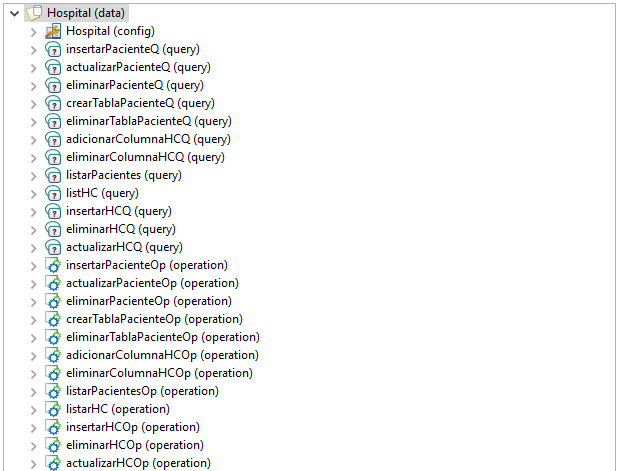 Hospital (data)
Hospital (config)
insertarPacienteQ (query)
actualizarPacienteQ (query)
eliminarPacienteQ (query)
crearTablaPacienteQ (query)
eliminarTablaPacienteQ (query)
adicionarColumnaHCQ (query)
eliminarColumnaHCQ (query)
listarPacientes (query)
listHC (query)
insertarHCQ (query)
eliminarHCQ (query)
actualizarHCQ (query)
insertarPacienteOp (operation)
actualizarPacienteOp (operation)
eliminarPacienteOp (operation)
crearTablaPacienteOp (operation)
eliminarTablaPacienteOp (operation)
adicionarColumnaHCOp (operation)
eliminarColumnaHCOp (operation)
listarPacientesOp (operation)
listarHC (operation)
insertarHCOp (operation)
eliminarHCOp (operation)
actualizarHCOp (operation)